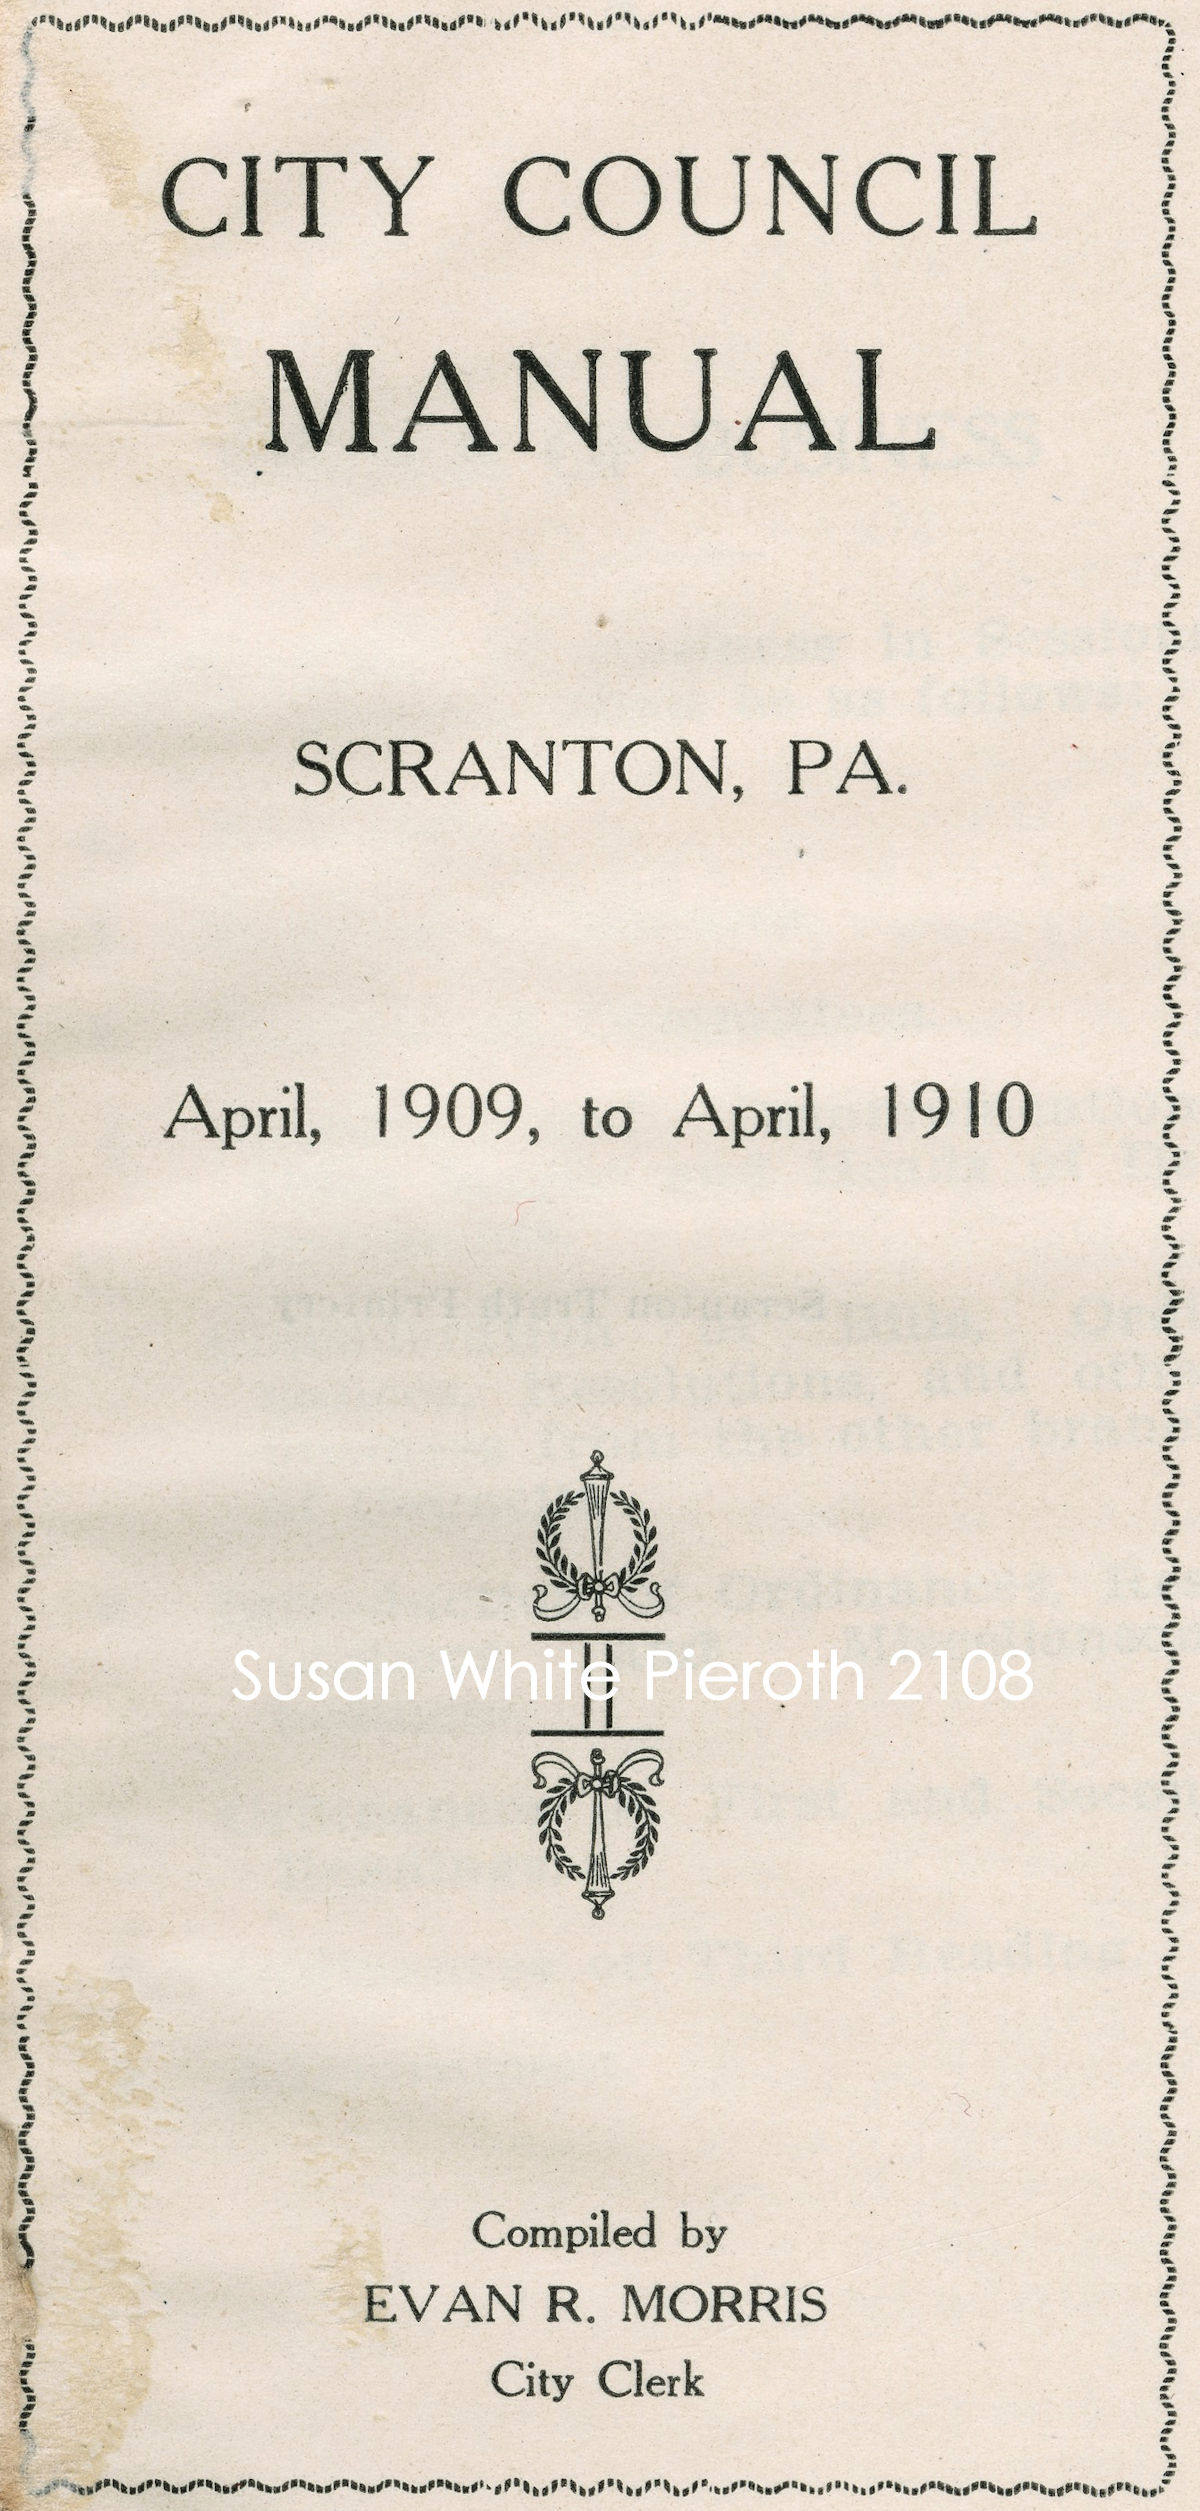 CITY COUNCIL
MANUAL
SCRANTON, PA.
April, 1909, to April, 1910
Susan White Pieroth 2108
Compiled by
EVAN R. MORRIS
City Clerk